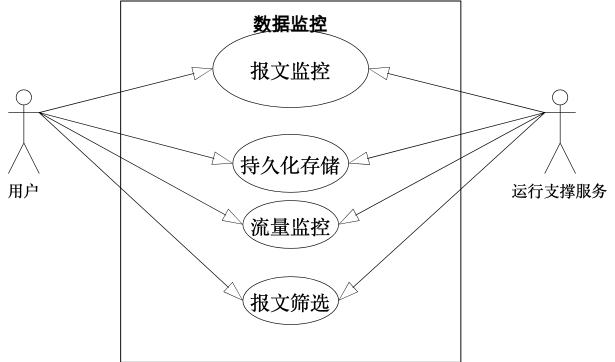 数据监控
报文监控
持久化存储
用户
运行支撑服务
流量监控
报文筛选